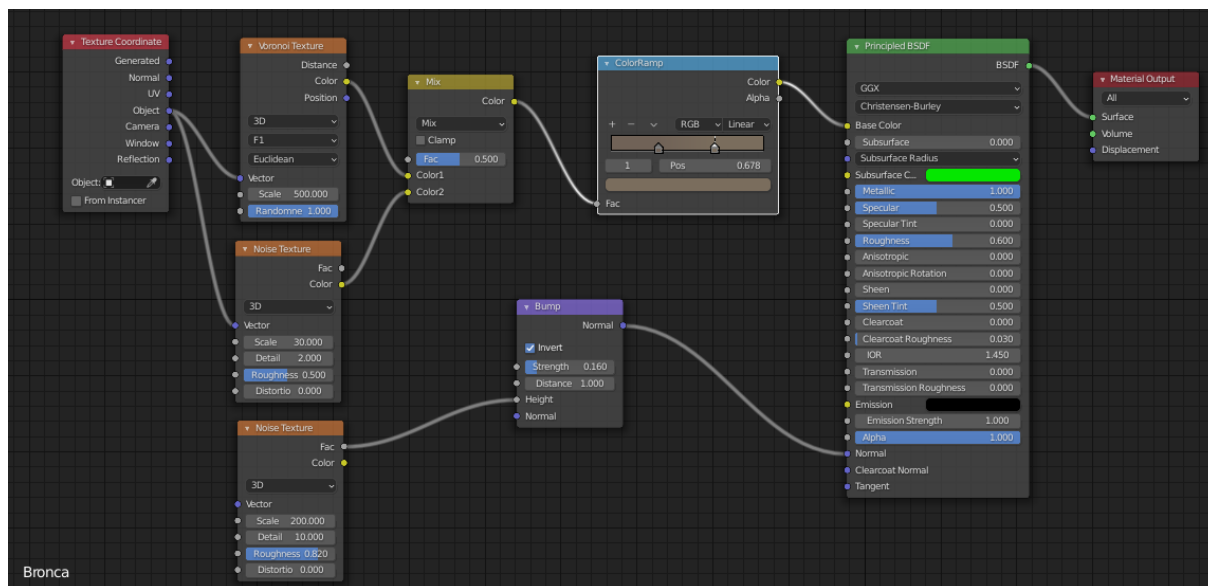 Texture Coordinate
Generated
Normal
UV
Object
Camera
Window
Reflection
Object:
From Instancer
Voronoi Texture
Distance
Color
Position
3D
F1
Euclidean
Vector
Scale 500.000
Randomne 1.000
Noise Texture
Fac
Color
3D
Vector
Scale 30.000
Detail 2.000
Roughness 0.500
Distortio 0.000
Noise Texture
Fac
Color
3D
Vector
Scale 200.000
Detail 10.000
Roughness 0.820
Distortio 0.000
Mix
Color
Mix
Clamp
Fac 0.500
Color1
Color2
Bump
Normal
Invert
Strength 0.160
Distance 1.000
Height
Normal
ColorRamp
Color
Alpha
+ − RGB Linear
1 Pos 0.678
Fac
Principled BSDF
BSDF
GGX
Christensen-Burley
Base Color
Subsurface 0.000
Subsurface Radius
Subsurface C...
Metallic 1.000
Specular 0.500
Specular Tint 0.000
Roughness 0.600
Anisotropic 0.000
Anisotropic Rotation 0.000
Sheen 0.000
Sheen Tint 0.500
Clearcoat 0.000
Clearcoat Roughness 0.030
IOR 1.450
Transmission 0.000
Transmission Roughness 0.000
Emission
Emission Strength 1.000
Alpha 1.000
Normal
Clearcoat Normal
Tangent
Material Output
All
Surface
Volume
Displacement
Bronca